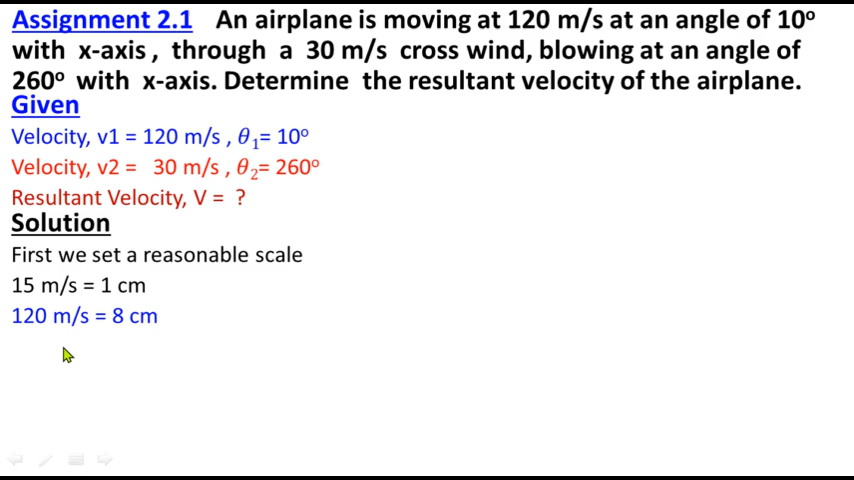 Assignment 2.1 An airplane is moving at 120 m/s at an angle of 10º
with x-axis , through a 30 m/s cross wind, blowing at an angle of
260º with x-axis. Determine the resultant velocity of the airplane.
Given
Velocity, v1 = 120 m/s , θ₁= 10º
Velocity, v2 = 30 m/s , θ₂= 260º
Resultant Velocity, V = ?
Solution
First we set a reasonable scale
15 m/s = 1 cm
120 m/s = 8 cm